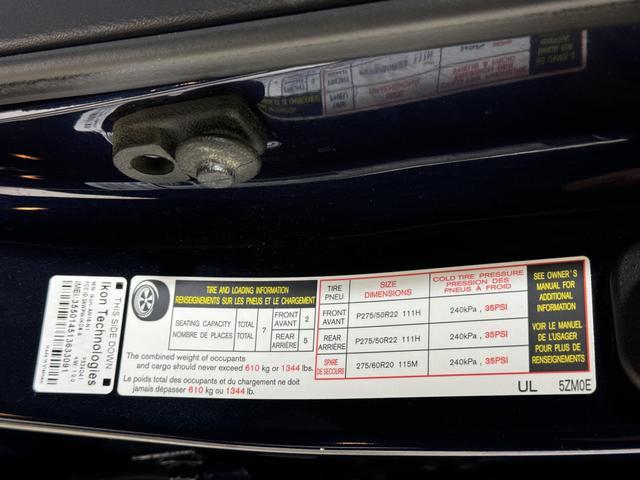 TIRE AND LOADING INFORMATION
RENSEIGNEMENTS SUR LES PNEUS ET LE CHARGEMENT
SEATING CAPACITY TOTAL 7 FRONT 2
NOMBRE DE PLACES TOTAL AVANT
REAR 5
ARRIÈRE
The combined weight of occupants
and cargo should never exceed 610 kg or 1344 lbs.
Le poids total des occupants et du chargement ne doit
jamais dépasser 610 kg ou 1344 lb.
TIRE SIZE COLD TIRE PRESSURE
PNEU DIMENSIONS PRESSION DES
PNEUS À FROID
FRONT P275/50R22 111H 240kPa , 35PSI
AVANT
REAR P275/50R22 111H 240kPa , 35PSI
ARRIÈRE
SPARE 275/60R20 115M 240kPa , 35PSI
DE SECOURS
SEE OWNER'S
MANUAL FOR
ADDITIONAL
INFORMATION
VOIR LE MANUEL
DE L'USAGER
POUR PLUS DE
RENSEIGNEMENTS
UL 5ZM0E
THIS SIDE DOWN
Ikon Technologies
IMEI:355014513633091